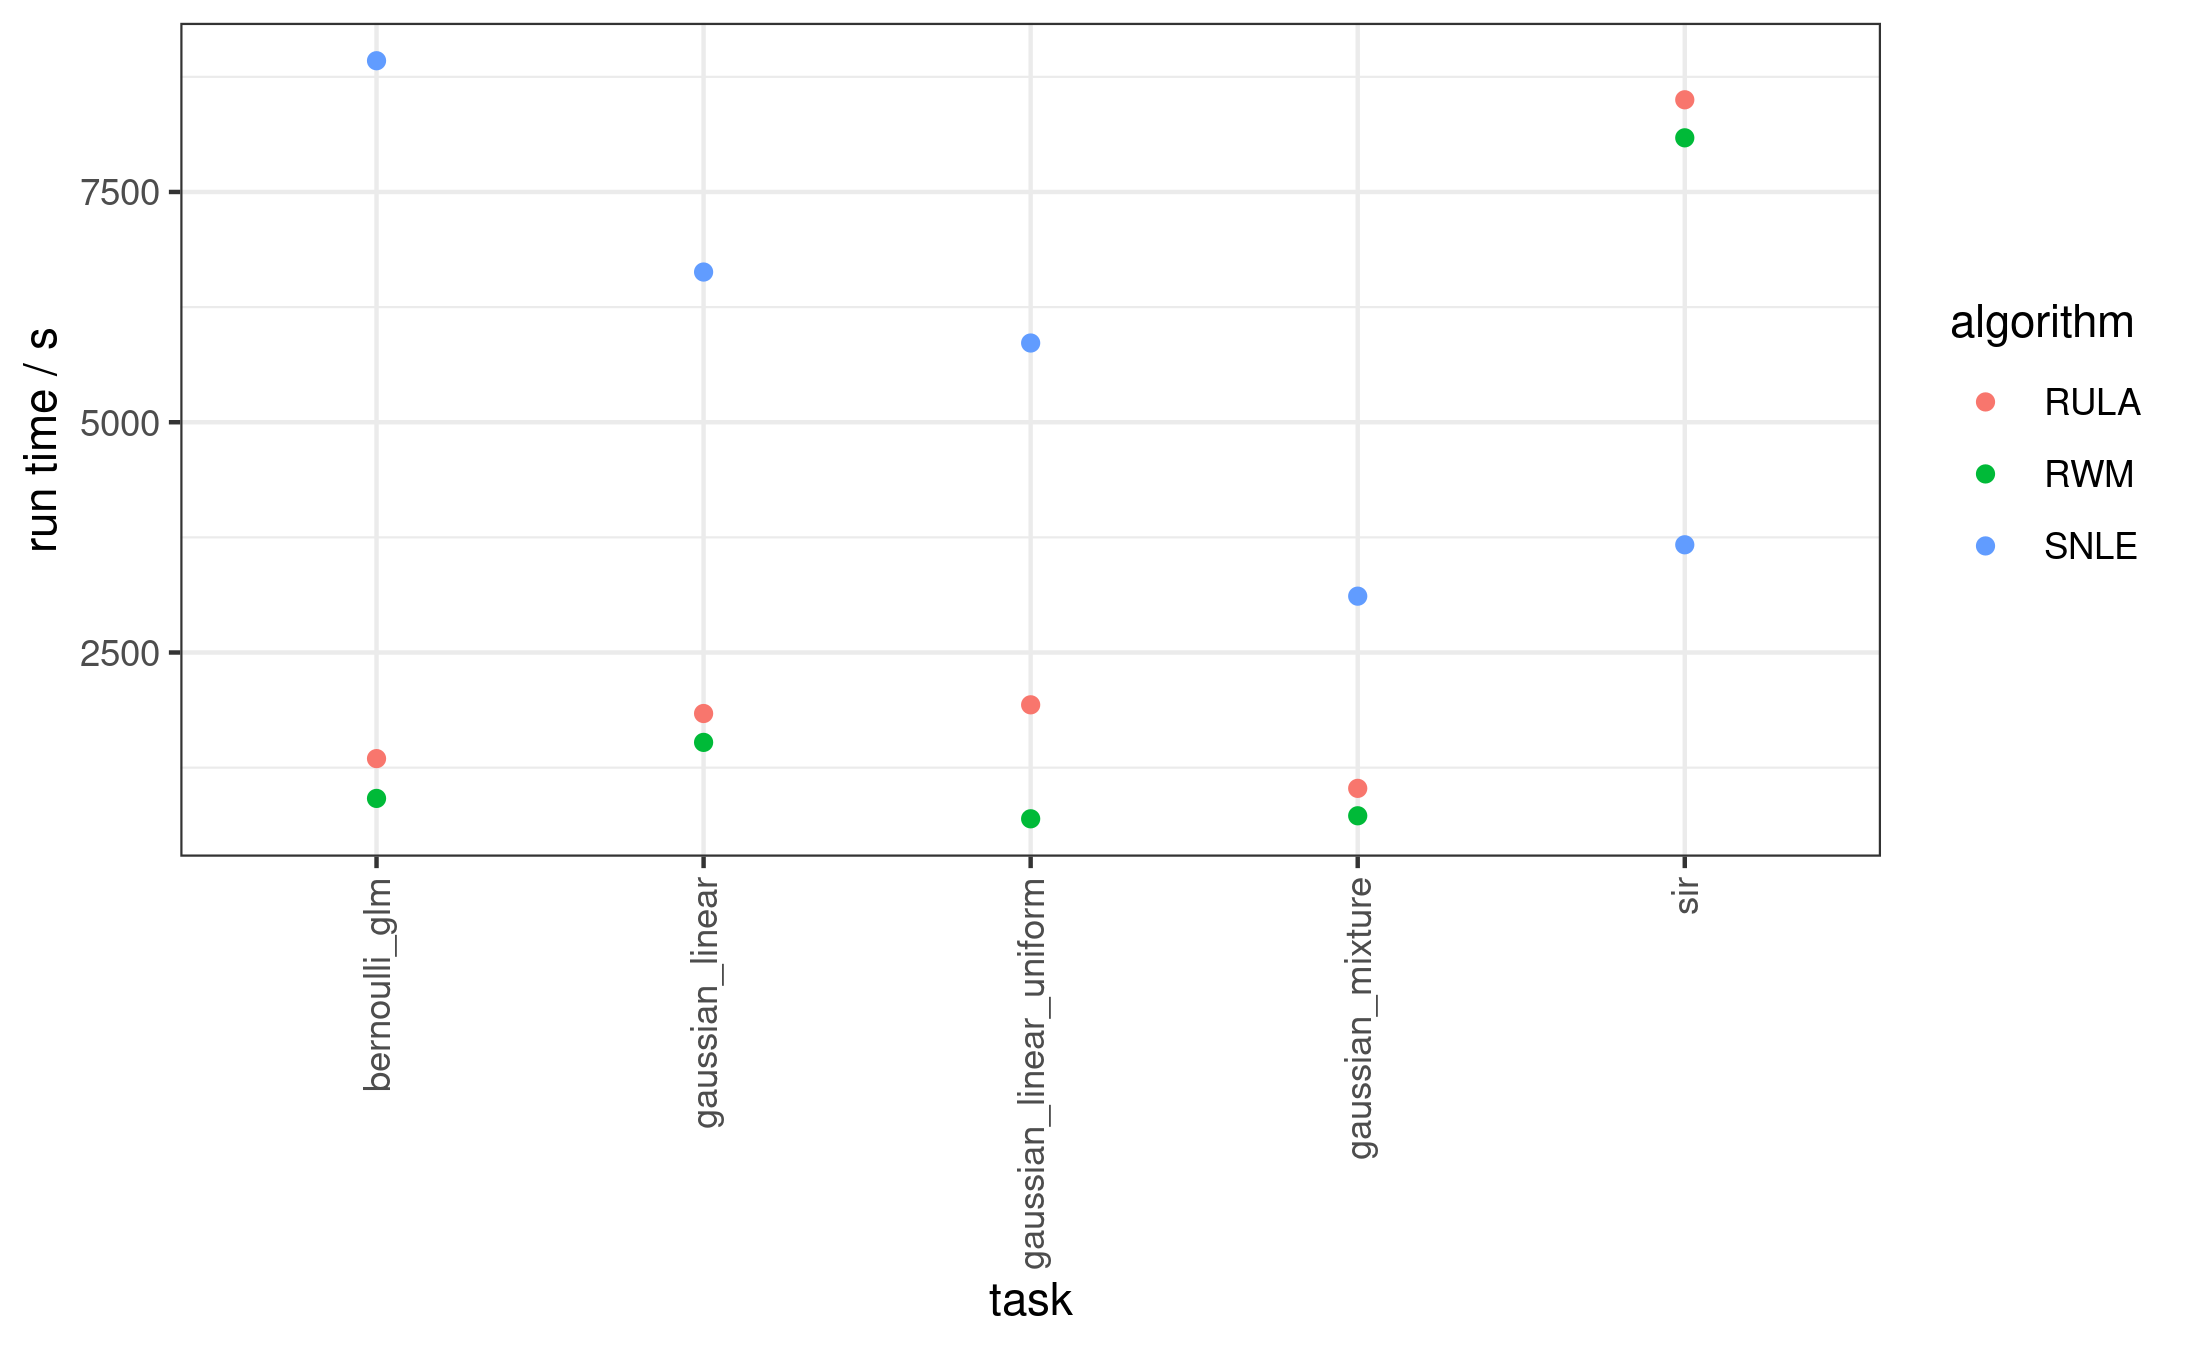 run time / s
7500
5000
2500
bernoulli_glm
gaussian_linear
gaussian_linear_uniform
gaussian_mixture
sir
task
algorithm
RULA
RWM
SNLE